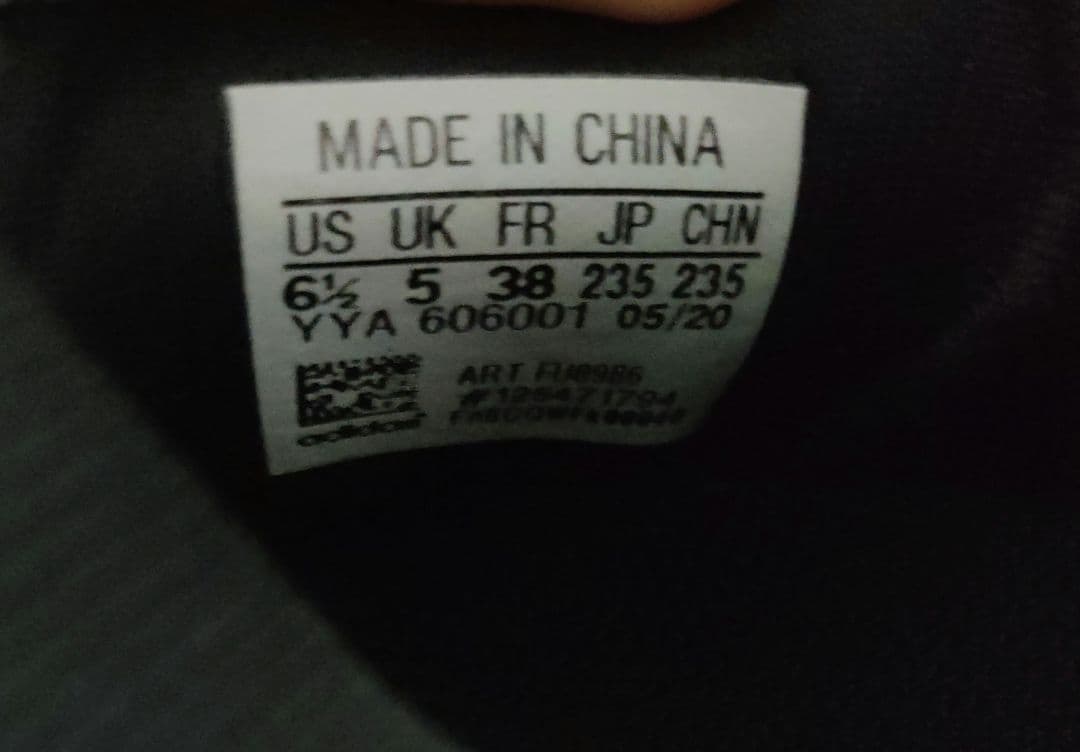 MADE IN CHINA
US UK FR JP CHN
6½ 5 38 235 235
YYA 606001 05/20
ART
adidas